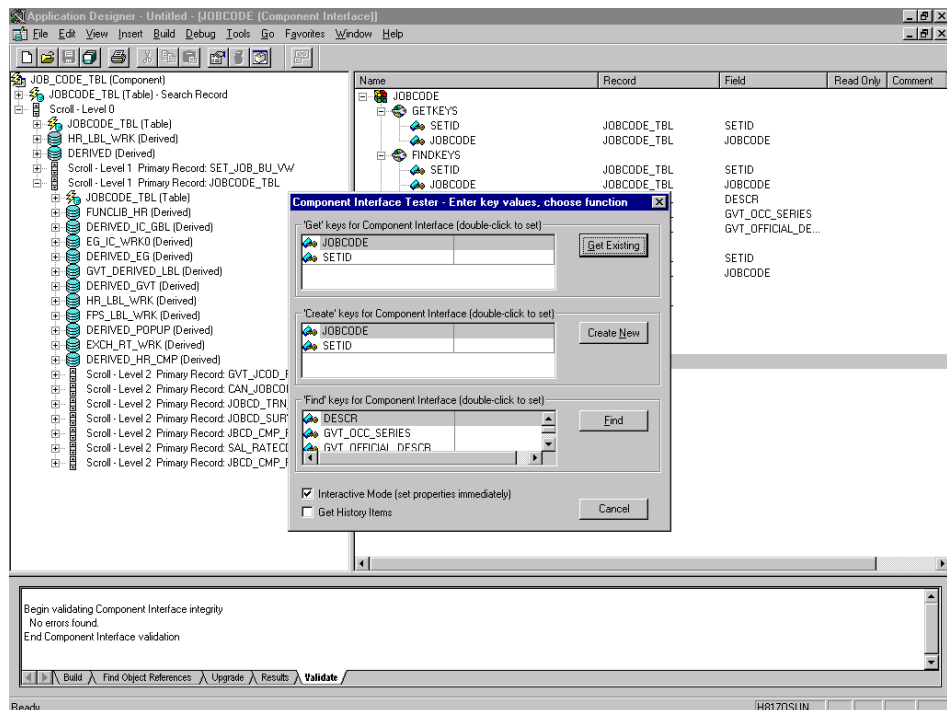 Application Designer - Untitled - [JOBCODE (Component Interface)]
File Edit View Insert Build Debug Tools Go Favorites Window Help
JOB_CODE_TBL (Component)
JOBCODE_TBL (Table) - Search Record
Scroll - Level 0
JOBCODE_TBL (Table)
HR_LBL_WRK (Derived)
DERIVED (Derived)
Scroll - Level 1 Primary Record: SET_JOB_BU_VW
Scroll - Level 1 Primary Record: JOBCODE_TBL
JOBCODE_TBL (Table)
FUNCLIB_HR (Derived)
DERIVED_IC_GBL (Derived)
EG_IC_WRK0 (Derived)
DERIVED_EG (Derived)
GVT_DERIVED_LBL (Derived)
DERIVED_GVT (Derived)
HR_LBL_WRK (Derived)
FPS_LBL_WRK (Derived)
DERIVED_POPUP (Derived)
EXCH_RT_WRK (Derived)
DERIVED_HR_CMP (Derived)
Scroll - Level 2 Primary Record: GVT_JCOD_
Scroll - Level 2 Primary Record: CAN_JOBCO
Scroll - Level 2 Primary Record: JOBCD_TRN_
Scroll - Level 2 Primary Record: JOBCD_SUR
Scroll - Level 2 Primary Record: JBCD_CMP_
Scroll - Level 2 Primary Record: SAL_RATEC
Scroll - Level 2 Primary Record: JBCD_CMP_
Name Record Field Read Only Comment
JOBCODE
GETKEYS
SETID JOBCODE_TBL SETID
JOBCODE JOBCODE_TBL JOBCODE
FINDKEYS
SETID JOBCODE_TBL SETID
JOBCODE JOBCODE_TBL JOBCODE
DESCR
GVT_OCC_SERIES
GVT_OFFICIAL_DE...
SETID
JOBCODE
Component Interface Tester - Enter key values, choose function
'Get' keys for Component Interface (double-click to set)
JOBCODE
SETID
Get Existing
'Create' keys for Component Interface (double-click to set)
JOBCODE
SETID
Create New
'Find' keys for Component Interface (double-click to set)
DESCR
GVT_OCC_SERIES
GVT_OFFICIAL_DESCR
Find
Interactive Mode (set properties immediately)
Get History Items
Cancel
Begin validating Component Interface integrity
No errors found.
End Component Interface validation
Build Find Object References Upgrade Results Validate
Ready H8170SUN